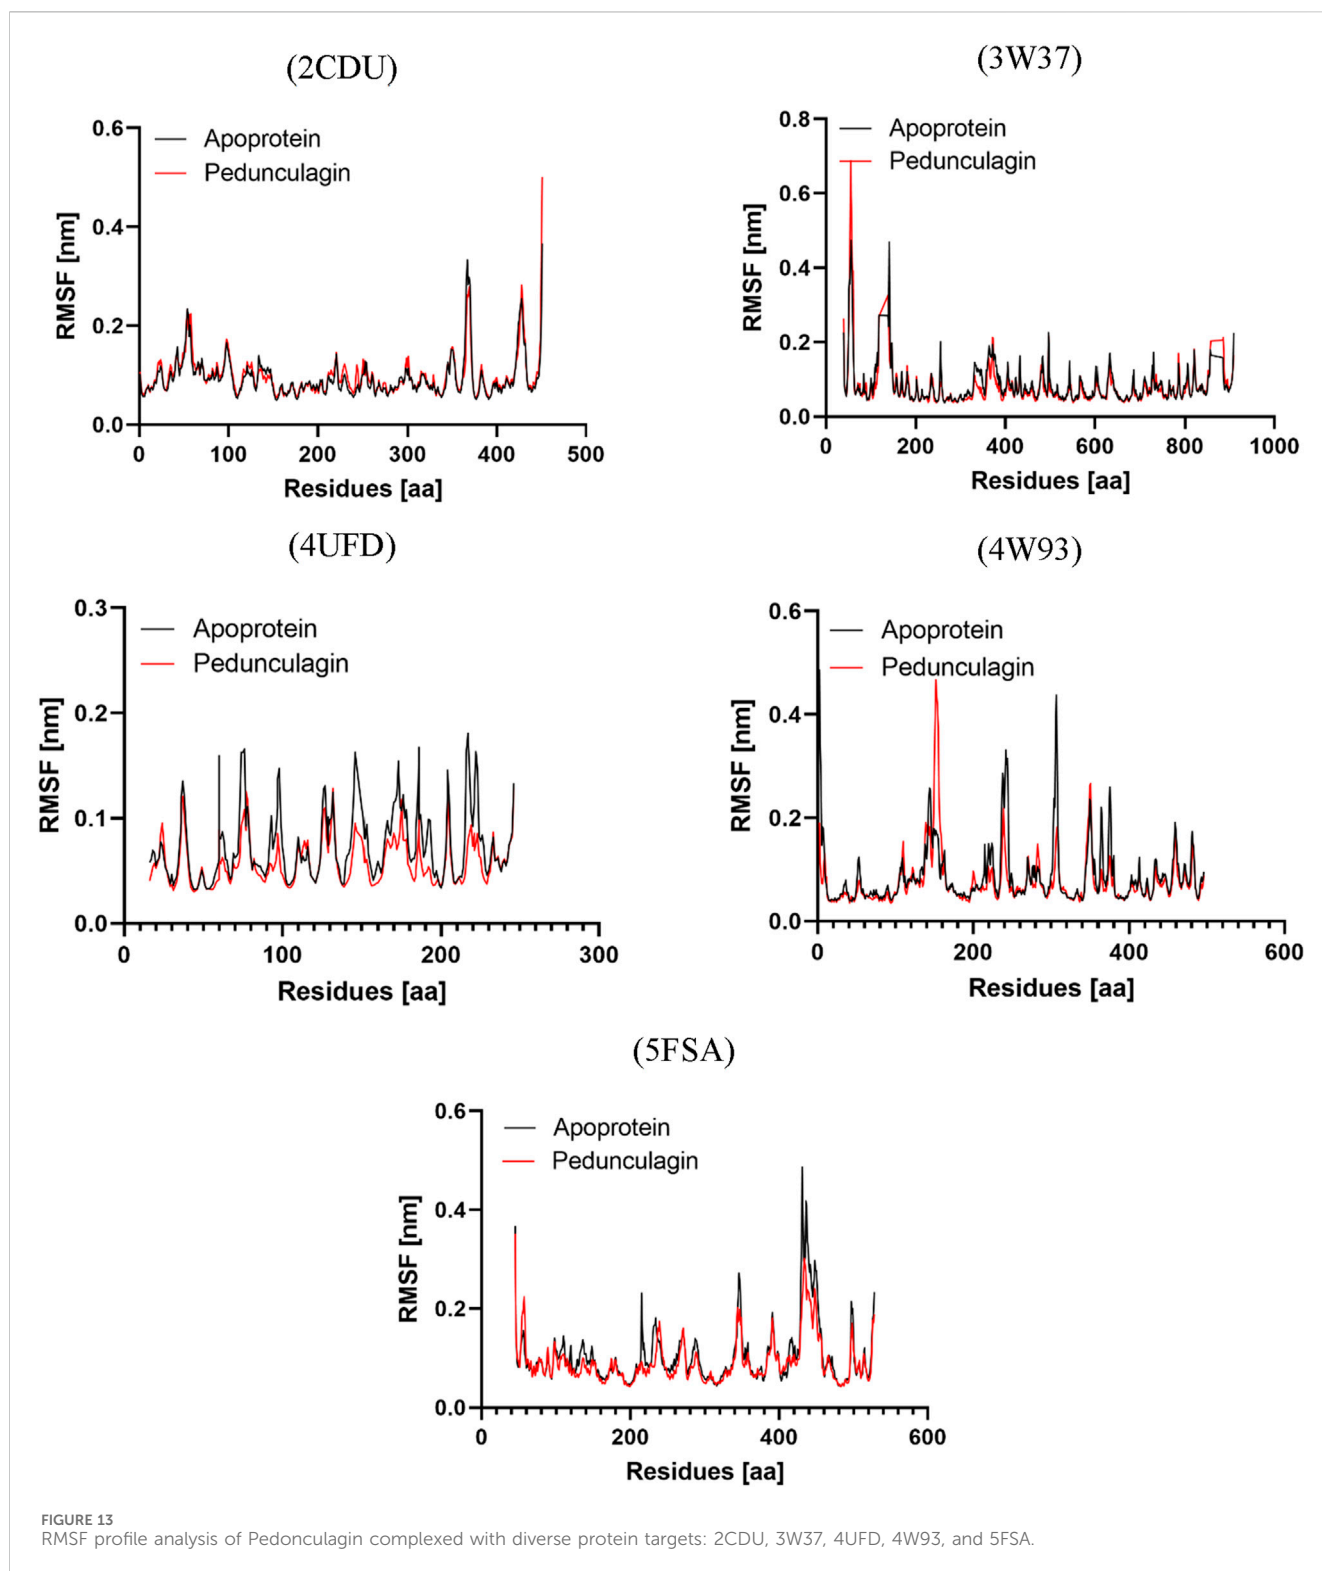 (2CDU)
0.6
0.4
0.2
0.0
RMSF [nm]
Apoprotein
Pedunculagin
0
100
200
300
400
500
Residues [aa]
(3W37)
0.8
0.6
0.4
0.2
0.0
RMSF [nm]
Apoprotein
Pedunculagin
0
200
400
600
800
1000
Residues [aa]
(4UFD)
0.3
0.2
0.1
0.0
RMSF [nm]
Apoprotein
Pedunculagin
0
100
200
300
Residues [aa]
(4W93)
0.6
0.4
0.2
0.0
RMSF [nm]
Apoprotein
Pedunculagin
0
200
400
600
Residues [aa]
(5FSA)
0.6
0.4
0.2
0.0
RMSF [nm]
Apoprotein
Pedunculagin
0
200
400
600
Residues [aa]
FIGURE 13
RMSF profile analysis of Pedonculagin complexed with diverse protein targets: 2CDU, 3W37, 4UFD, 4W93, and 5FSA.